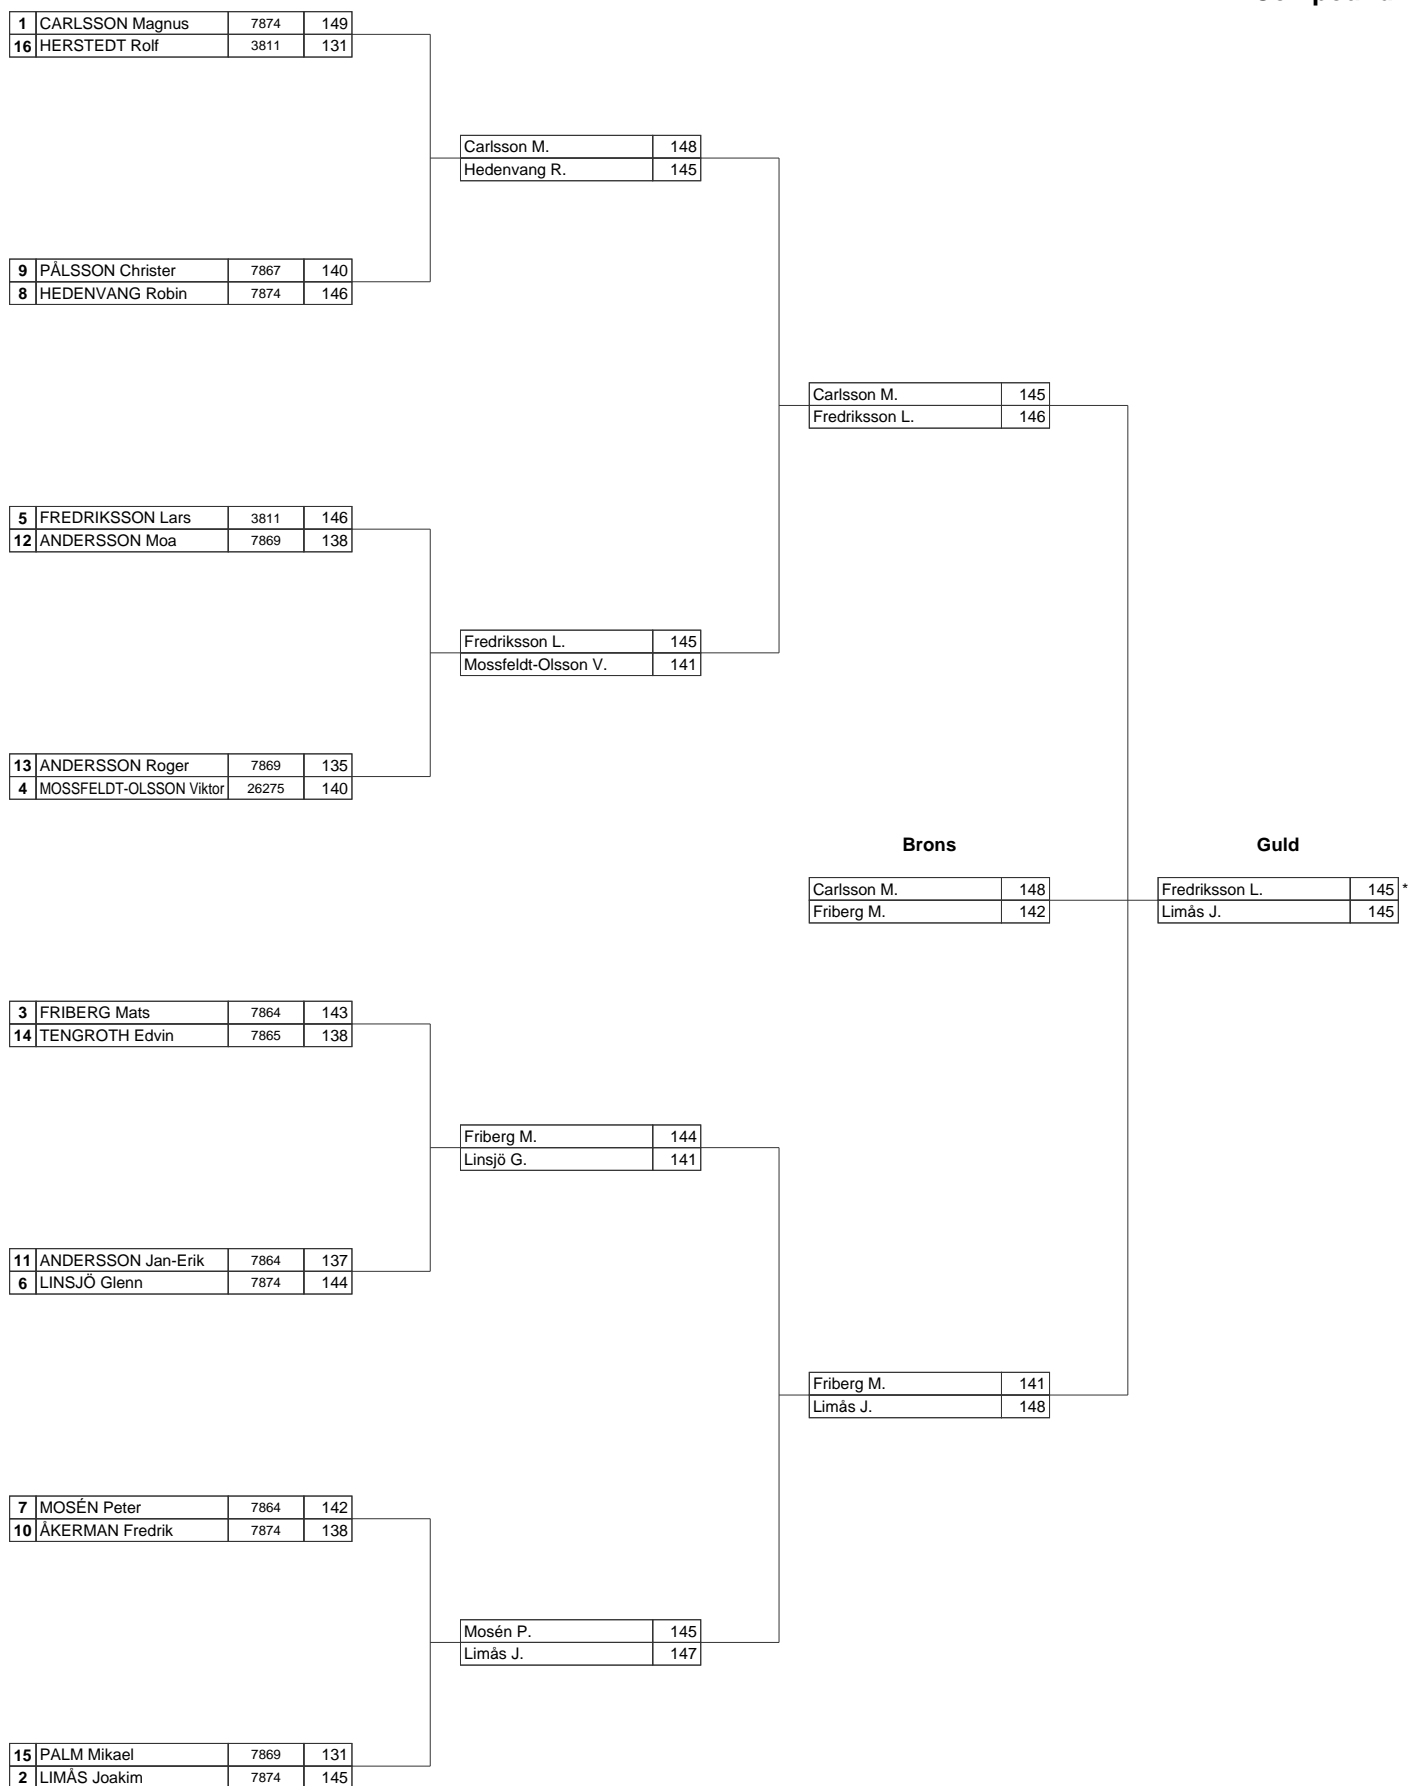 1 CARLSSON Magnus 7874 149
16 HERSTEDT Rolf 3811 131
Carlsson M. 148
Hedenvang R. 145
9 PÅLSSON Christer 7867 140
8 HEDENVANG Robin 7874 146
Carlsson M. 145
Fredriksson L. 146
5 FREDRIKSSON Lars 3811 146
12 ANDERSSON Moa 7869 138
Fredriksson L. 145
Mossfeldt-Olsson V. 141
13 ANDERSSON Roger 7869 135
4 MOSSFELDT-OLSSON Viktor 26275 140
Brons Guld
Carlsson M. 148 Fredriksson L. 145 *
Friberg M. 142 Limås J. 145
3 FRIBERG Mats 7864 143
14 TENGROTH Edvin 7865 138
Friberg M. 144
Linsjö G. 141
11 ANDERSSON Jan-Erik 7864 137
6 LINSJÖ Glenn 7874 144
Friberg M. 141
Limås J. 148
7 MOSÉN Peter 7864 142
10 ÅKERMAN Fredrik 7874 138
Mosén P. 145
Limås J. 147
15 PALM Mikael 7869 131
2 LIMÅS Joakim 7874 145